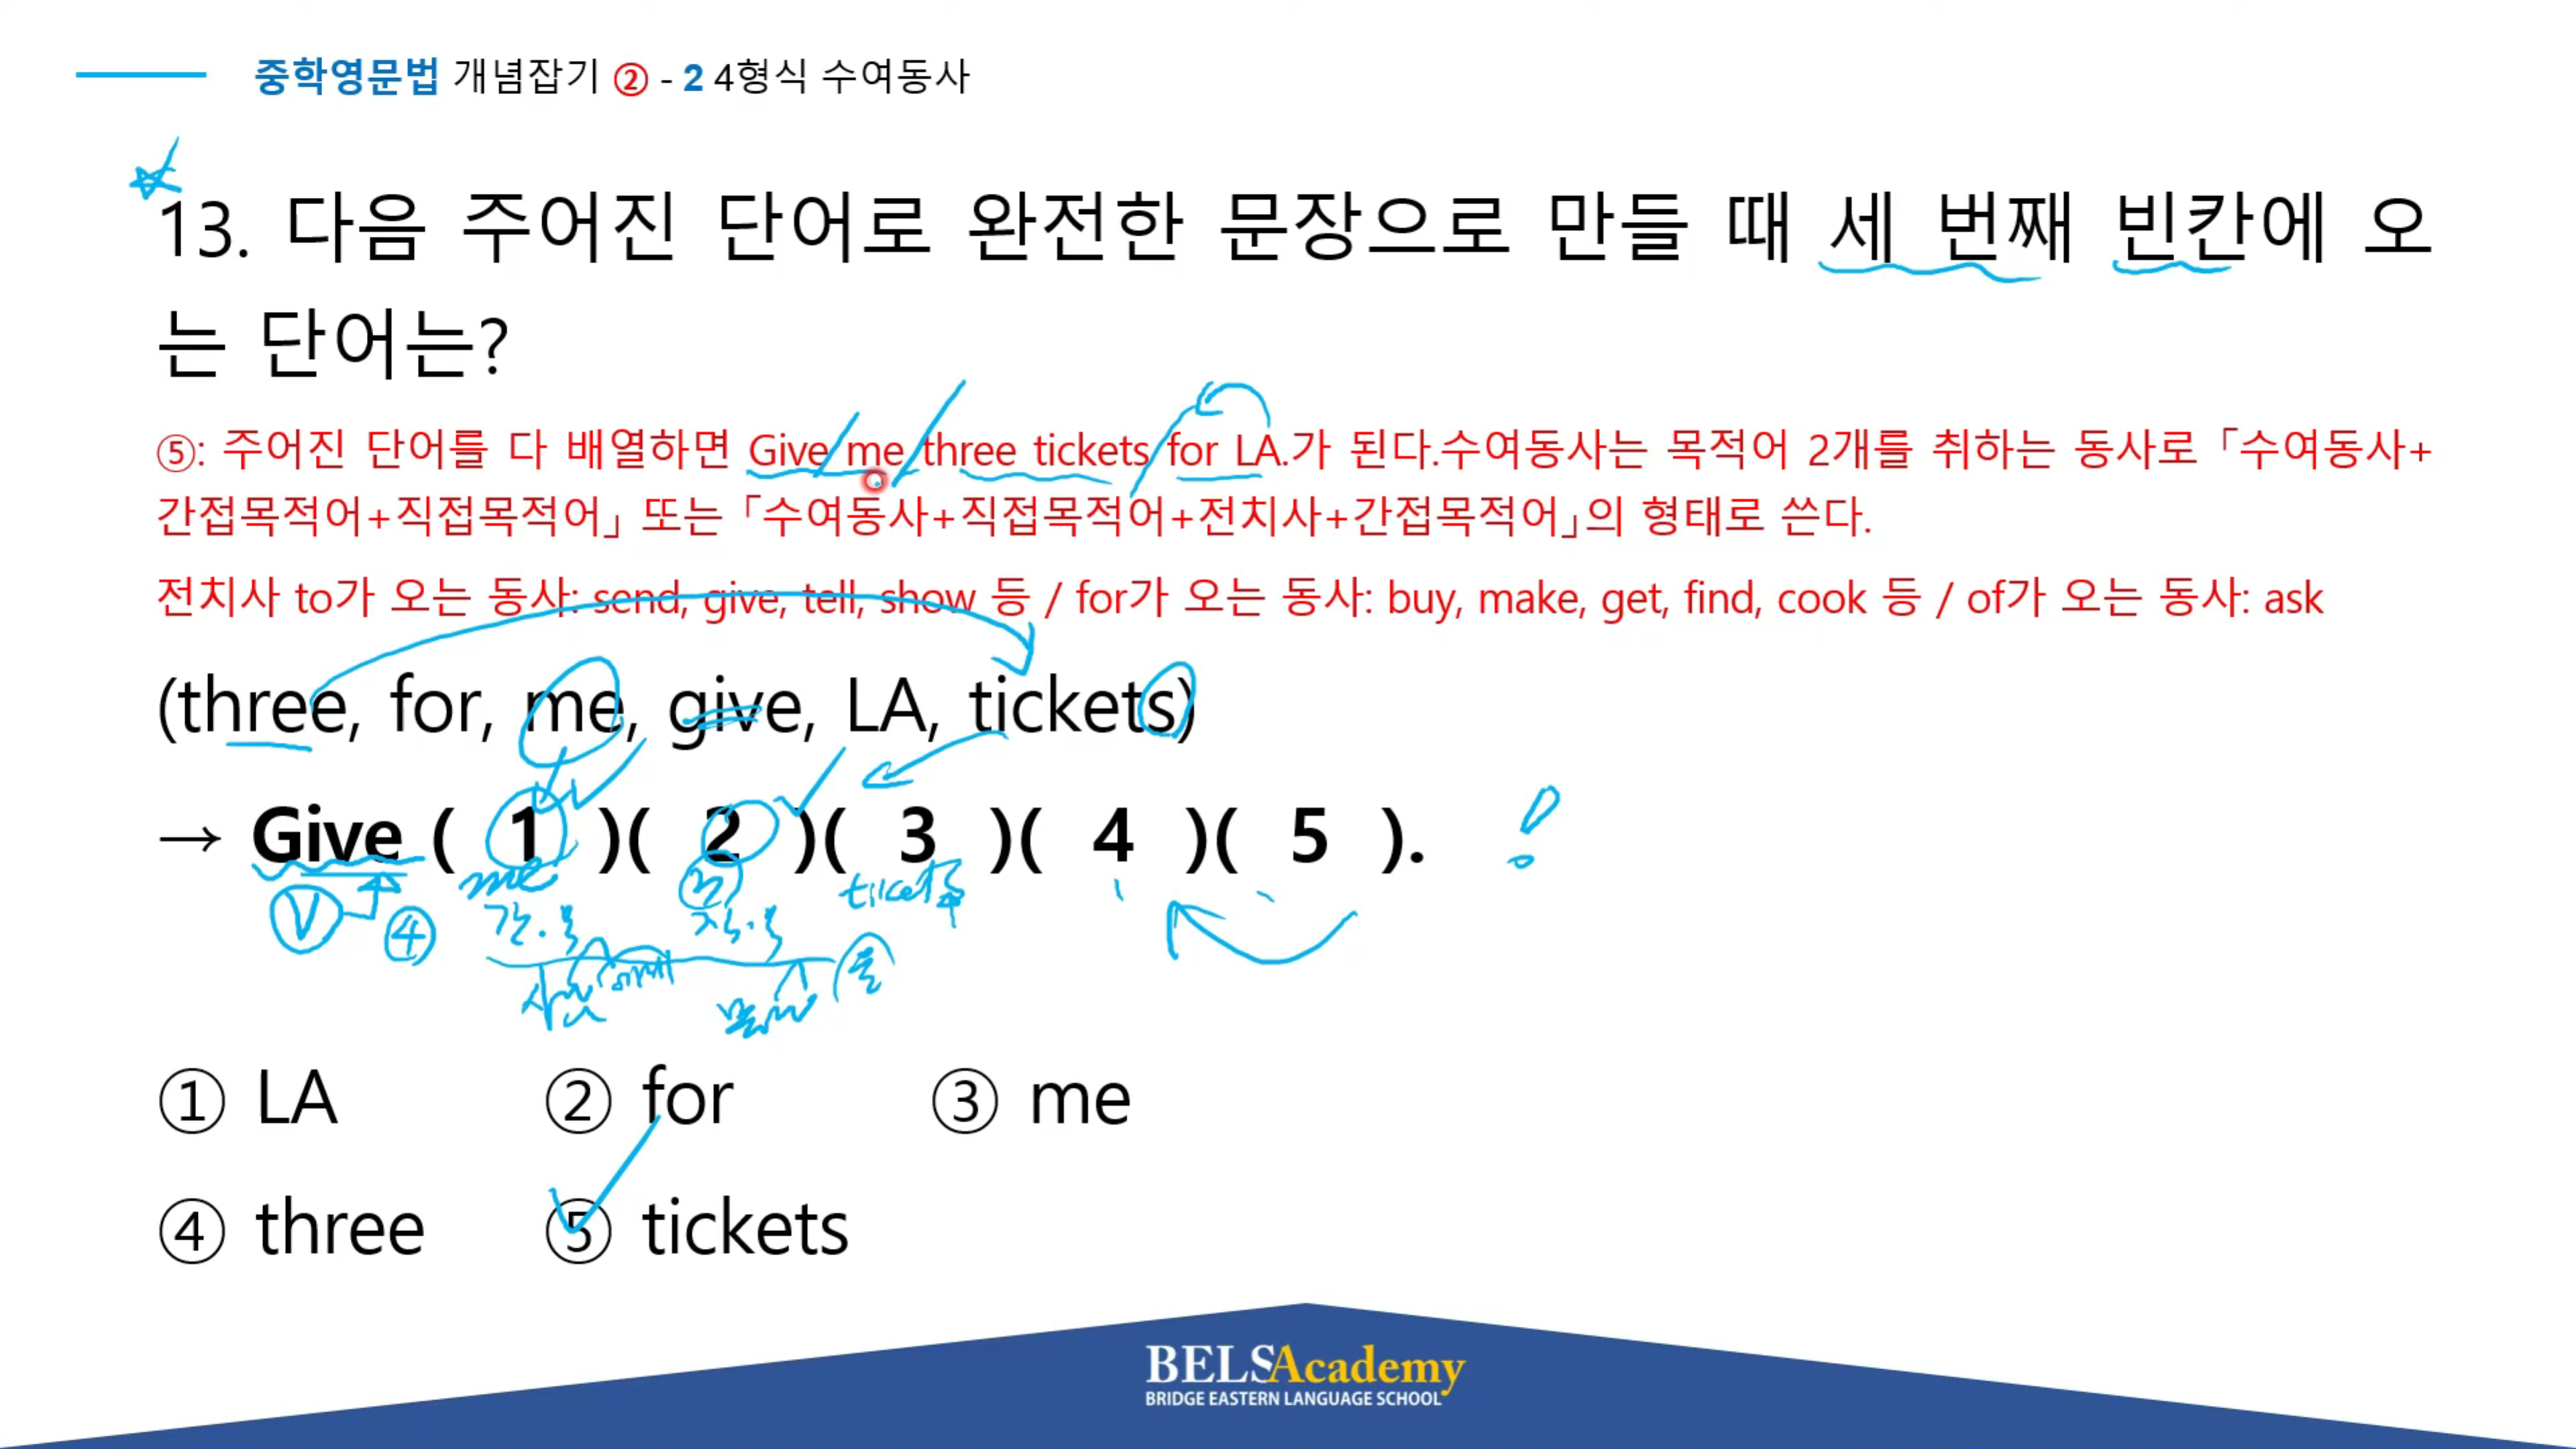 중학영문법 개념잡기 ② - 2 4형식 수여동사
13. 다음 주어진 단어로 완전한 문장으로 만들 때 세 번째 빈칸에 오
는 단어는?
⑤: 주어진 단어를 다 배열하면 Give me three tickets for LA.가 된다.수여동사는 목적어 2개를 취하는 동사로 「수여동사+
간접목적어+직접목적어」 또는 「수여동사+직접목적어+전치사+간접목적어」의 형태로 쓴다.
전치사 to가 오는 동사: send, give, tell, show 등 / for가 오는 동사: buy, make, get, find, cook 등 / of가 오는 동사: ask
(three, for, me, give, LA, tickets)
→ Give ( 1 )( 2 )( 3 )( 4 )( 5 ). !
me
V ④ 간.목 직.목
① LA ② for ③ me
④ three ⑤ tickets
BELSAcademy
BRIDGE EASTERN LANGUAGE SCHOOL